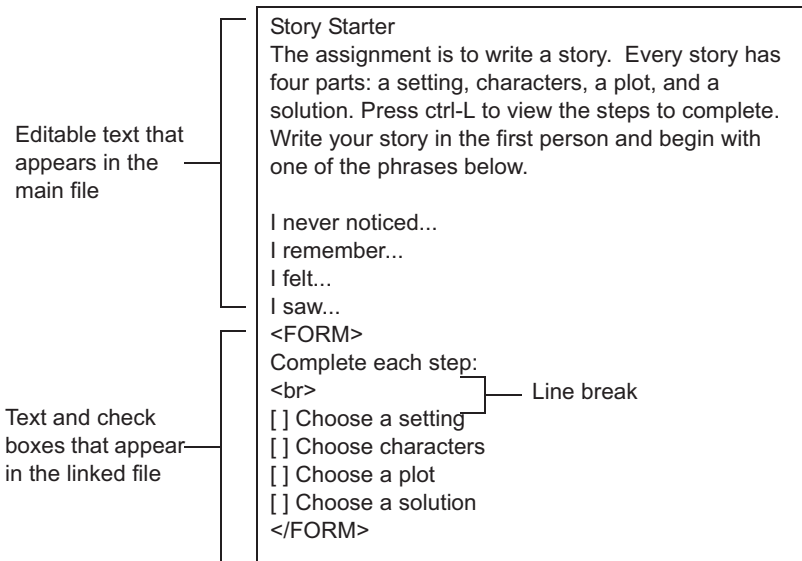 Story Starter
The assignment is to write a story.  Every story has
four parts: a setting, characters, a plot, and a
solution. Press ctrl-L to view the steps to complete.
Write your story in the first person and begin with
one of the phrases below.
I never noticed...
I remember...
I felt...
I saw...
<FORM>
Complete each step:
<br>
[ ] Choose a setting
[ ] Choose characters
[ ] Choose a plot
[ ] Choose a solution
</FORM>
Editable text that
appears in the
main file
Line break
Text and check
boxes that appear
in the linked file